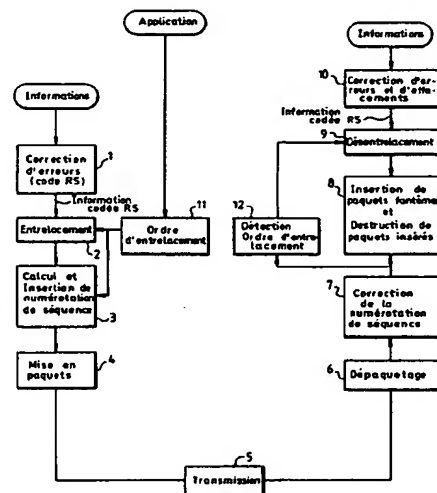 Application
Informations
1
Correction
d'erreurs
(code RS)
Information
codée RS
Entrelacement
2
11
Ordre
d'entrelacement
Calcul et
Insertion de
numérotation
de séquence
3
Mise en
paquets
4
5
Transmission
Informations
10
Correction d'er-
reurs et d'effa-
cements
Information
codée RS
9
Désentrelacement
8
Insertion de
paquets fantôme
et
Destruction de
paquets insérés
12
Détection
Ordre d'entre-
lacement
7
Correction
de la
numérotation
de séquence
6
Dépaquetage